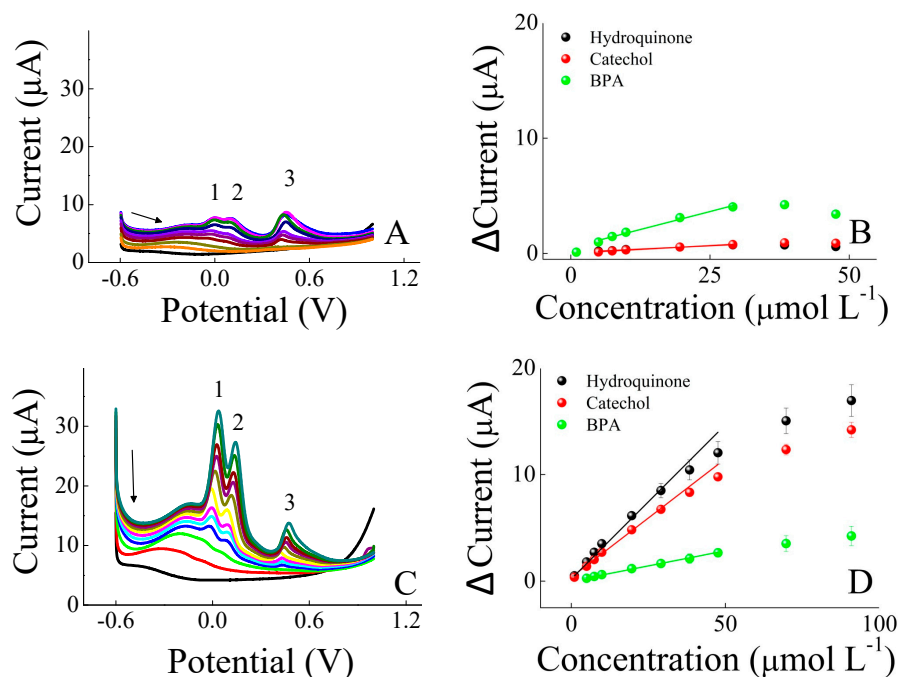 40
30
20
10
0
Current (μA)
1 2 3
A
-0.6 0.0 0.6 1.2
Potential (V)
20
10
0
ΔCurrent (μA)
Hydroquinone
Catechol
BPA
B
0 25 50
Concentration (μmol L⁻¹)
30
20
10
0
Current (μA)
1
2
3
C
-0.6 0.0 0.6 1.2
Potential (V)
20
10
0
Δ Current (μA)
Hydroquinone
Catechol
BPA
D
0 50 100
Concentration (μmol L⁻¹)